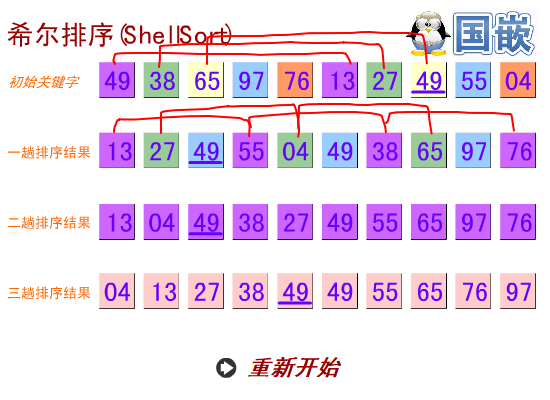 希尔排序(ShellSort)
国嵌
初始关键字 49 38 65 97 76 13 27 49 55 04
一趟排序结果 13 27 49 55 04 49 38 65 97 76
二趟排序结果 13 04 49 38 27 49 55 65 97 76
三趟排序结果 04 13 27 38 49 49 55 65 76 97
重新开始